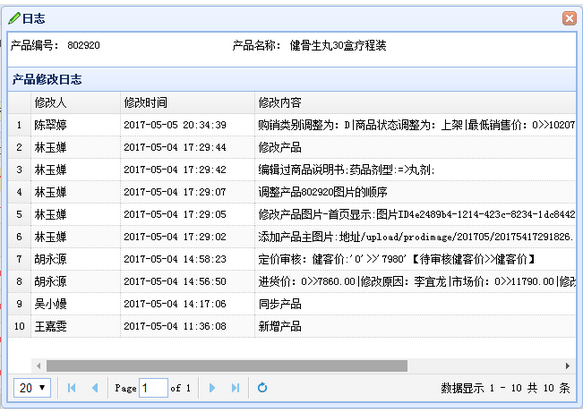 日志
产品编号: 802920 产品名称: 健骨生丸30盒疗程装
产品修改日志
修改人 修改时间 修改内容
1 陈翠婷 2017-05-05 20:34:39 购销类别调整为: D|商品状态调整为: 上架|最低销售价: 0>>10207
2 林玉婵 2017-05-04 17:29:44 修改产品
3 林玉婵 2017-05-04 17:29:42 编辑过商品说明书;药品剂型:=>丸剂;
4 林玉婵 2017-05-04 17:29:07 调整产品802920图片的顺序
5 林玉婵 2017-05-04 17:29:05 修改产品图片-首页显示:图片ID4e2489b4-1214-423c-8234-1dc8442
6 林玉婵 2017-05-04 17:29:02 添加产品主图片:地址/upload/prodimage/201705/20175417291826.
7 胡永源 2017-05-04 14:58:23 定价审核: 健客价:'0'>>'7980'【待审核健客价>>健客价】
8 胡永源 2017-05-04 14:56:50 进货价: 0>>7860.00|修改原因: 李宜龙|市场价: 0>>11790.00|修
9 吴小嫚 2017-05-04 14:17:06 同步产品
10 王嘉雯 2017-05-04 11:36:08 新增产品
20 Page 1 of 1 数据显示 1 - 10 共 10 条